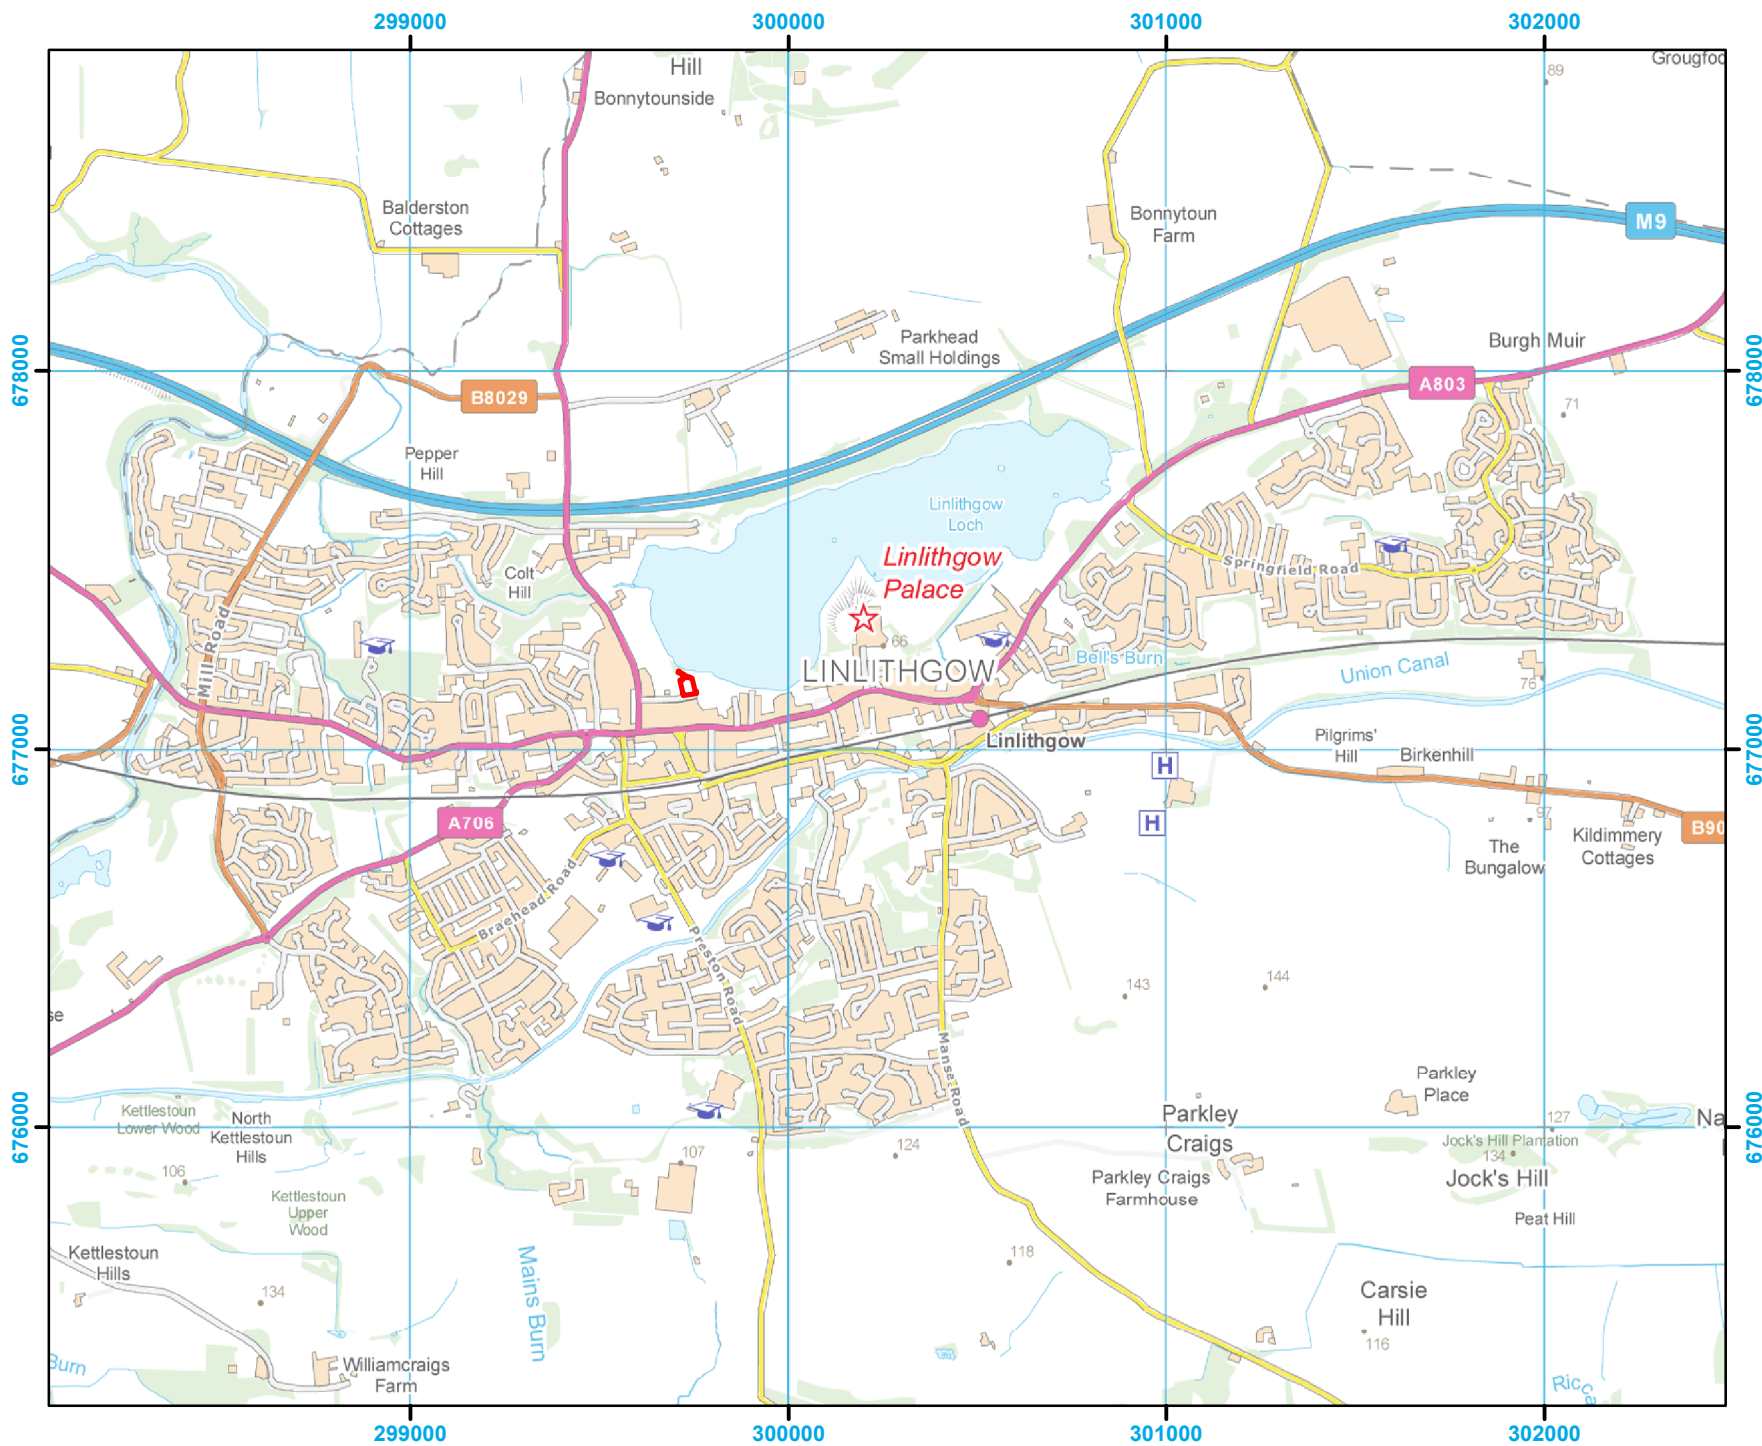 299000
300000
301000
302000
Hill
Bonnytounside
89
Balderston
Cottages
Bonnytoun
Farm
M9
678000
678000
Parkhead
Small Holdings
Burgh Muir
B8029
A803
71
Pepper
Hill
Linlithgow
Loch
Linlithgow
Palace
Springfield Road
Colt
Hill
Mill Road
66
LINLITHGOW
Bell's Burn
Union Canal
76
677000
677000
Linlithgow
Pilgrims'
Hill
Birkenhill
H
H
A706
97
B90
The
Bungalow
Kildimmery
Cottages
Braehead Road
Preston Road
143
144
se
Manse Road
Parkley
Place
Kettlestoun
Lower Wood
North
Kettlestoun
Hills
676000
676000
Parkley
Craigs
127
Na
Jock's Hill Plantation
134
Jock's Hill
106
107
124
Parkley Craigs
Farmhouse
Kettlestoun
Upper
Wood
Peat Hill
Kettlestoun
Hills
118
Mains Burn
134
Carsie
Hill
116
Burn
Williamcraigs
Farm
Ricca
299000
300000
301000
302000